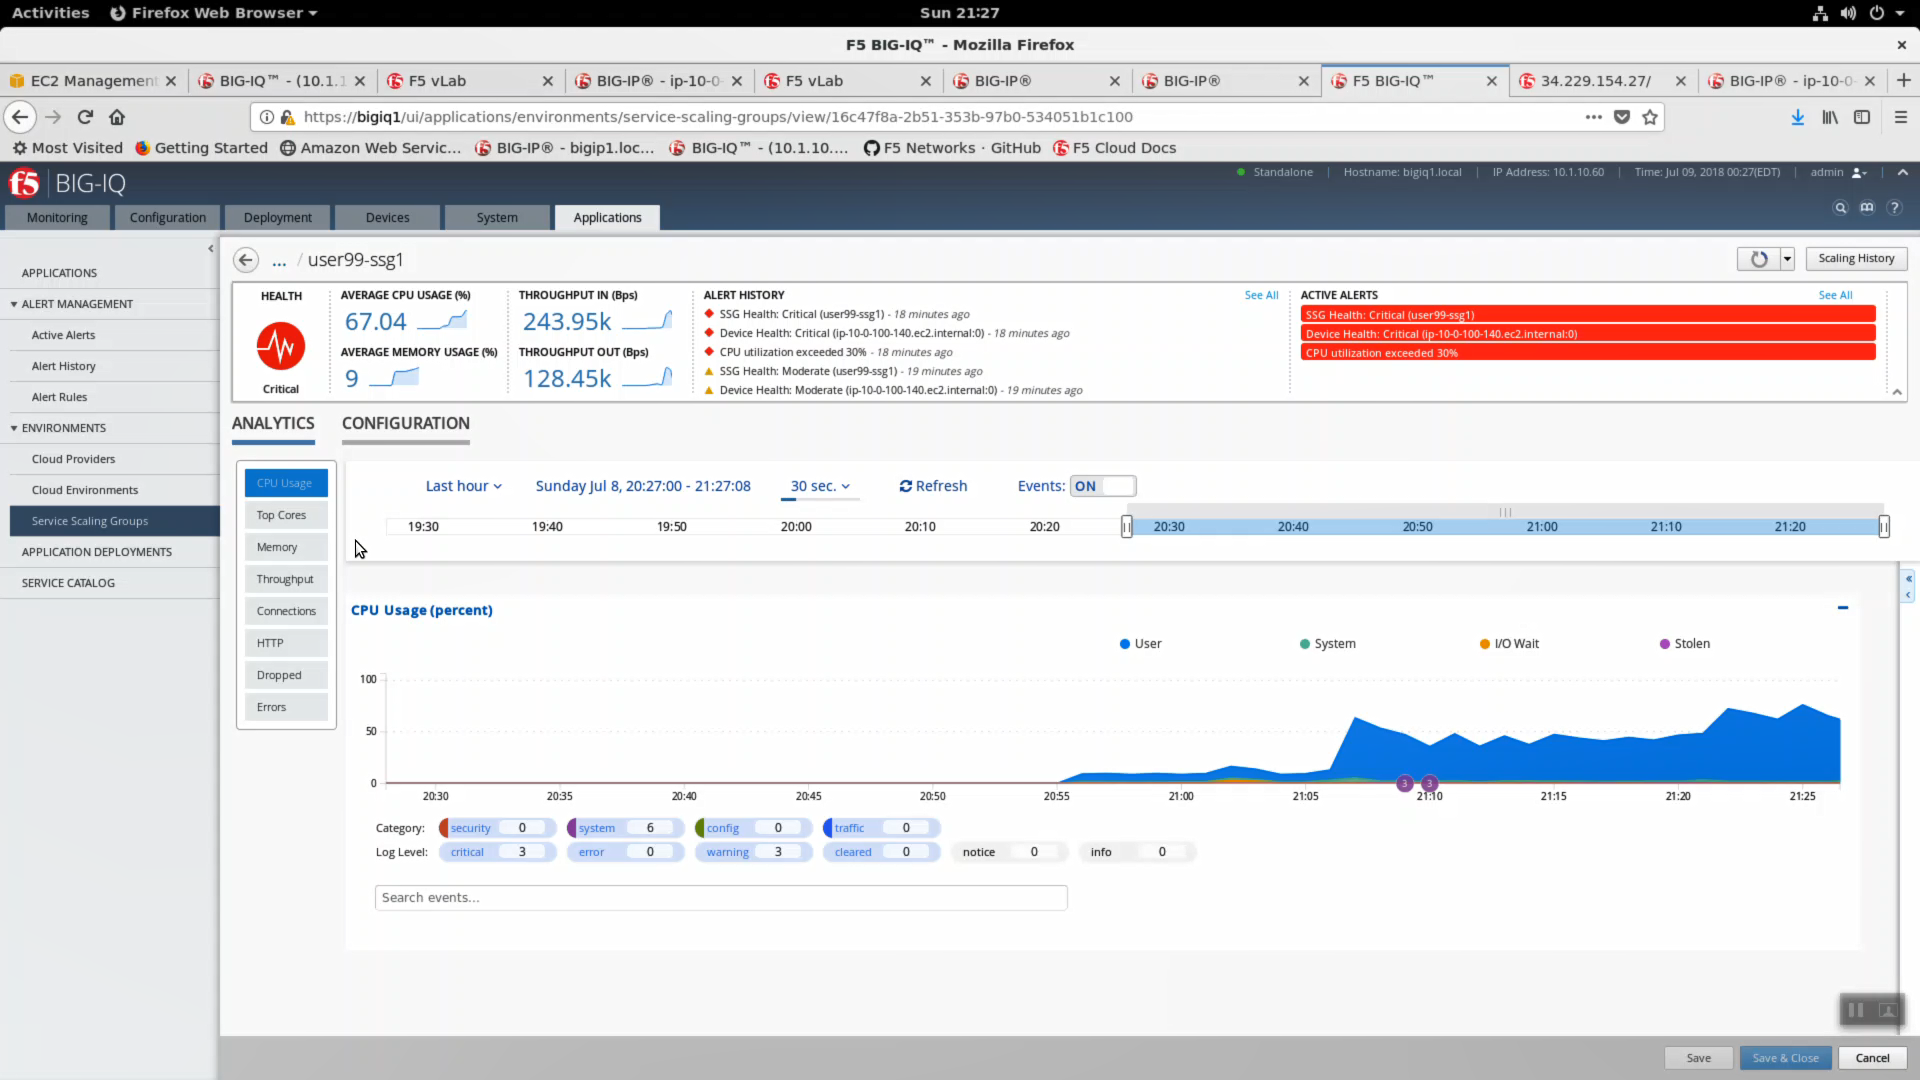 Activities Firefox Web Browser Sun 21:27
F5 BIG-IQ™ - Mozilla Firefox
EC2 Management BIG-IQ™ - (10.1.1 F5 vLab BIG-IP® - ip-10-0- F5 vLab BIG-IP® BIG-IP® F5 BIG-IQ™ 34.229.154.27/ BIG-IP® - ip-10-0-
https://bigiq1/ui/applications/environments/service-scaling-groups/view/16c47f8a-2b51-353b-97b0-534051b1c100
Most Visited Getting Started Amazon Web Servic... BIG-IP® - bigip1.loc... BIG-IQ™ - (10.1.10.... F5 Networks · GitHub F5 Cloud Docs
f5 BIG-IQ Standalone Hostname: bigiq1.local IP Address: 10.1.10.60 Time: Jul 09, 2018 00:27(EDT) admin
Monitoring Configuration Deployment Devices System Applications
APPLICATIONS
ALERT MANAGEMENT
Active Alerts
Alert History
Alert Rules
ENVIRONMENTS
Cloud Providers
Cloud Environments
Service Scaling Groups
APPLICATION DEPLOYMENTS
SERVICE CATALOG
... / user99-ssg1 Scaling History
HEALTH
Critical
AVERAGE CPU USAGE (%)
67.04
AVERAGE MEMORY USAGE (%)
9
THROUGHPUT IN (Bps)
243.95k
THROUGHPUT OUT (Bps)
128.45k
ALERT HISTORY See All
SSG Health: Critical (user99-ssg1) - 18 minutes ago
Device Health: Critical (ip-10-0-100-140.ec2.internal:0) - 18 minutes ago
CPU utilization exceeded 30% - 18 minutes ago
SSG Health: Moderate (user99-ssg1) - 19 minutes ago
Device Health: Moderate (ip-10-0-100-140.ec2.internal:0) - 19 minutes ago
ACTIVE ALERTS See All
SSG Health: Critical (user99-ssg1)
Device Health: Critical (ip-10-0-100-140.ec2.internal:0)
CPU utilization exceeded 30%
ANALYTICS CONFIGURATION
CPU Usage
Top Cores
Memory
Throughput
Connections
HTTP
Dropped
Errors
Last hour Sunday Jul 8, 20:27:00 - 21:27:08 30 sec. Refresh Events: ON
19:30 19:40 19:50 20:00 20:10 20:20 20:30 20:40 20:50 21:00 21:10 21:20
CPU Usage (percent)
User System I/O Wait Stolen
100
50
0
3 3
20:30 20:35 20:40 20:45 20:50 20:55 21:00 21:05 21:10 21:15 21:20 21:25
Category: security 0 system 6 config 0 traffic 0
Log Level: critical 3 error 0 warning 3 cleared 0 notice 0 info 0
Search events...
Save Save & Close Cancel